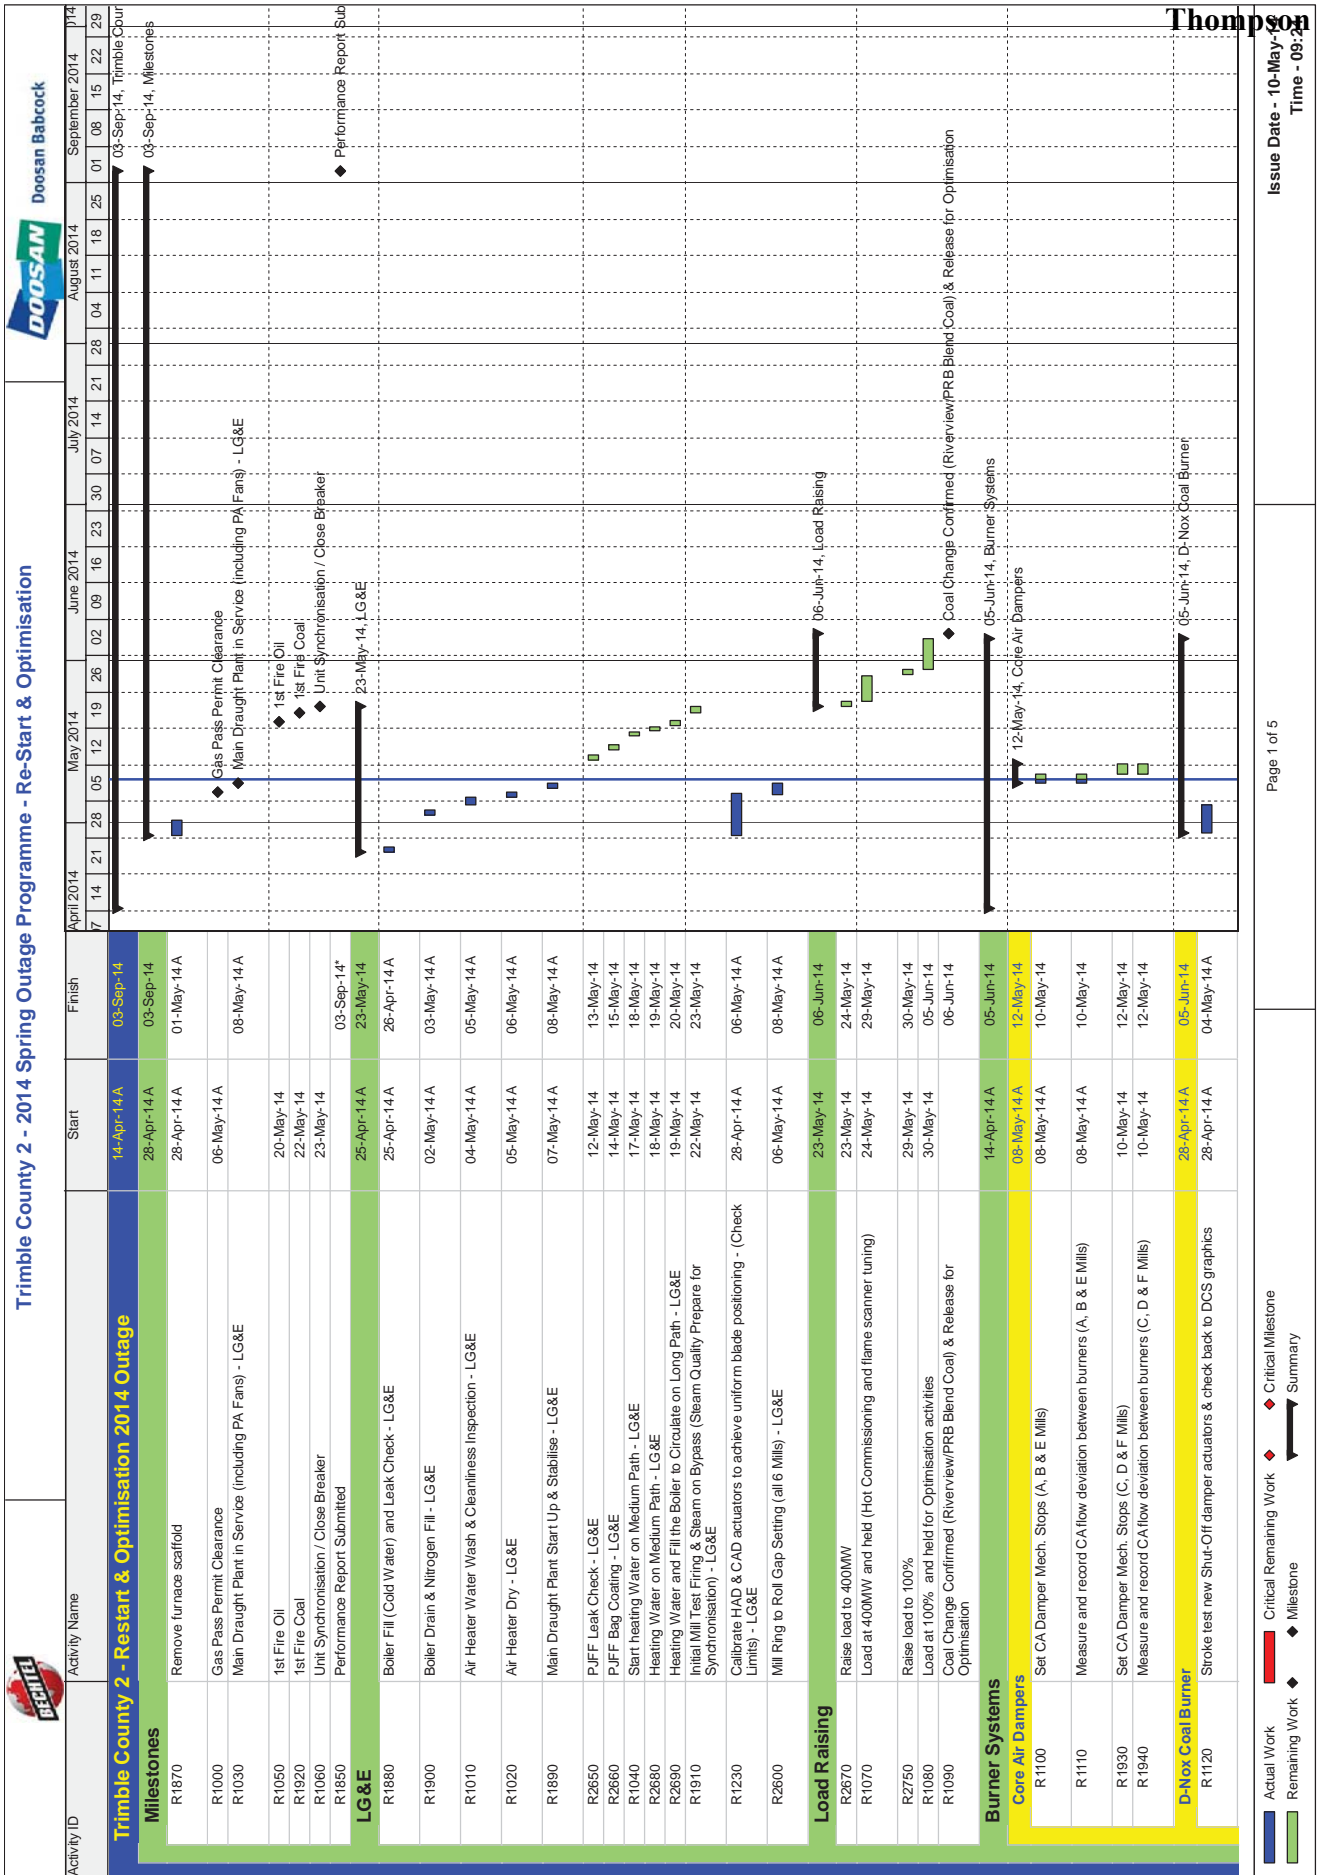 Thompson
BECHTEL
Trimble County 2 - 2014 Spring Outage Programme - Re-Start & Optimisation
DOOSAN Doosan Babcock
Activity ID Activity Name Start Finish April 2014 May 2014 June 2014 July 2014 August 2014 September 2014 014
07 14 21 28 05 12 19 26 02 09 16 23 30 07 14 21 28 04 11 18 25 01 08 15 22 29
Trimble County 2 - Restart & Optimisation 2014 Outage 14-Apr-14 A 03-Sep-14 03-Sep-14, Trimble Cour
Milestones 28-Apr-14 A 03-Sep-14 03-Sep-14, Milestones
R1870 Remove furnace scaffold 28-Apr-14 A 01-May-14 A
R1000 Gas Pass Permit Clearance 06-May-14 A Gas Pass Permit Clearance
R1030 Main Draught Plant in Service (including PA Fans) - LG&E 08-May-14 A Main Draught Plant in Service (including PA Fans) - LG&E
R1050 1st Fire Oil 20-May-14 1st Fire Oil
R1920 1st Fire Coal 22-May-14 1st Fire Coal
R1060 Unit Synchronisation / Close Breaker 23-May-14 Unit Synchronisation / Close Breaker
R1850 Performance Report Submitted 03-Sep-14* Performance Report Sub
LG&E 25-Apr-14 A 23-May-14 23-May-14, LG&E
R1880 Boiler Fill (Cold Water) and Leak Check - LG&E 25-Apr-14 A 26-Apr-14 A
R1900 Boiler Drain & Nitrogen Fill - LG&E 02-May-14 A 03-May-14 A
R1010 Air Heater Water Wash & Cleanliness Inspection - LG&E 04-May-14 A 05-May-14 A
R1020 Air Heater Dry - LG&E 05-May-14 A 06-May-14 A
R1890 Main Draught Plant Start Up & Stabilise - LG&E 07-May-14 A 08-May-14 A
R2650 PJFF Leak Check - LG&E 12-May-14 13-May-14
R2660 PJFF Bag Coating - LG&E 14-May-14 15-May-14
R1040 Start heating Water on Medium Path - LG&E 17-May-14 18-May-14
R2680 Heating Water on Medium Path - LG&E 18-May-14 19-May-14
R2690 Heating Water and Fill the Boiler to Circulate on Long Path - LG&E 19-May-14 20-May-14
R1910 Initial Mill Test Firing & Steam on Bypass (Steam Quality Prepare for 22-May-14 23-May-14
Synchronisation) - LG&E
R1230 Calibrate HAD & CAD actuators to achieve uniform blade positioning - (Check 28-Apr-14 A 06-May-14 A
Limits) - LG&E
R2600 Mill Ring to Roll Gap Setting (all 6 Mills) - LG&E 06-May-14 A 08-May-14 A
Load Raising 23-May-14 06-Jun-14 06-Jun-14, Load Raising
R2670 Raise load to 400MW 23-May-14 24-May-14
R1070 Load at 400MW and held (Hot Commissioning and flame scanner tuning) 24-May-14 29-May-14
R2750 Raise load to 100% 29-May-14 30-May-14
R1080 Load at 100% and held for Optimisation activities 30-May-14 05-Jun-14
R1090 Coal Change Confirmed (Riverview/PRB Blend Coal) & Release for 06-Jun-14 Coal Change Confirmed (Riverview/PRB Blend Coal) & Release for Optimisation
Optimisation
Burner Systems 14-Apr-14 A 05-Jun-14 05-Jun-14, Burner Systems
Core Air Dampers 08-May-14 A 12-May-14 12-May-14, Core Air Dampers
R1100 Set CA Damper Mech. Stops (A, B & E Mills) 08-May-14 A 10-May-14
R1110 Measure and record CA flow deviation between burners (A, B & E Mills) 08-May-14 A 10-May-14
R1930 Set CA Damper Mech. Stops (C, D & F Mills) 10-May-14 12-May-14
R1940 Measure and record CA flow deviation between burners (C, D & F Mills) 10-May-14 12-May-14
D-Nox Coal Burner 28-Apr-14 A 05-Jun-14 05-Jun-14, D-Nox Coal Burner
R1120 Stroke test new Shut-Off damper actuators & check back to DCS graphics 28-Apr-14 A 04-May-14 A
Actual Work Critical Remaining Work Critical Milestone
Remaining Work Milestone Summary
Page 1 of 5
Issue Date - 10-May-14
Time - 09:24